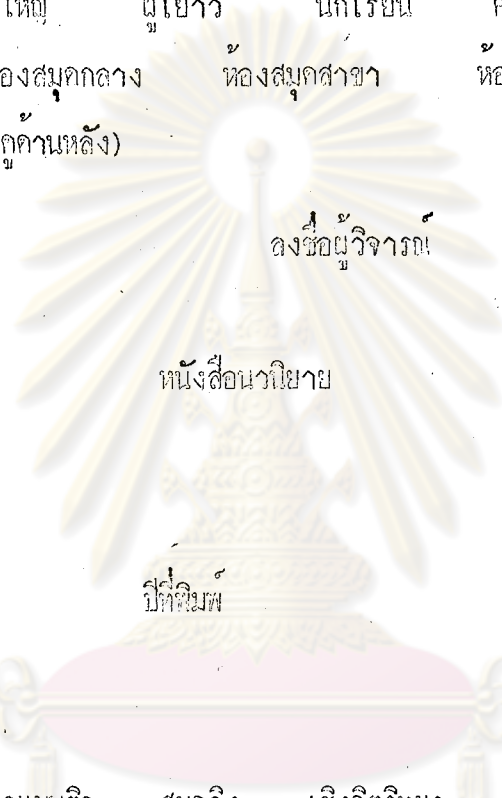 ใหญ่ ผู้เยาว์ นักเรียน
องสมุดกลาง ห้องสมุดสาขา
ดูด้านหลัง)
ลงชื่อผู้วิจารณ์
หนังสือนวนิยาย
ปีที่พิมพ์